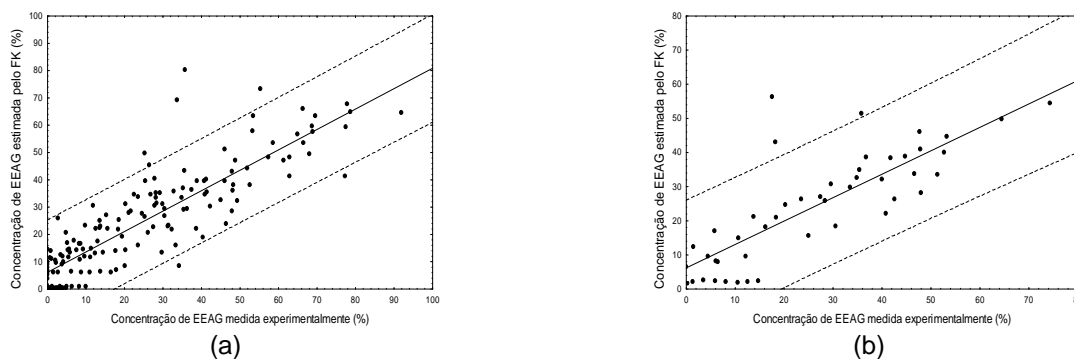 Concentração de EEAG estimada pelo FK (%)
100
90
80
70
60
50
40
30
20
10
0
0 10 20 30 40 50 60 70 80 90 100
Concentração de EEAG medida experimentalmente (%)
(a)
Concentração de EEAG estimada pelo FK (%)
80
70
60
50
40
30
20
10
0
0 10 20 30 40 50 60 70
Concentração de EEAG medida experimentalmente (%)
(b)